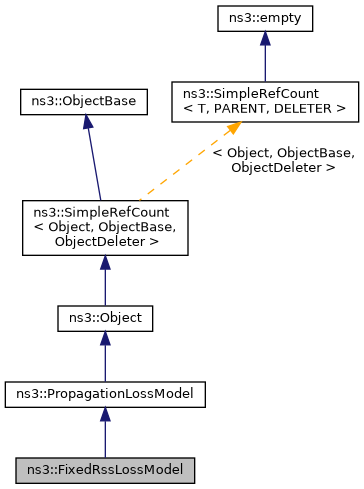 ns3::empty
ns3::ObjectBase
ns3::SimpleRefCount
< T, PARENT, DELETER >
< Object, ObjectBase,
ObjectDeleter >
ns3::SimpleRefCount
< Object, ObjectBase,
ObjectDeleter >
ns3::Object
ns3::PropagationLossModel
ns3::FixedRssLossModel